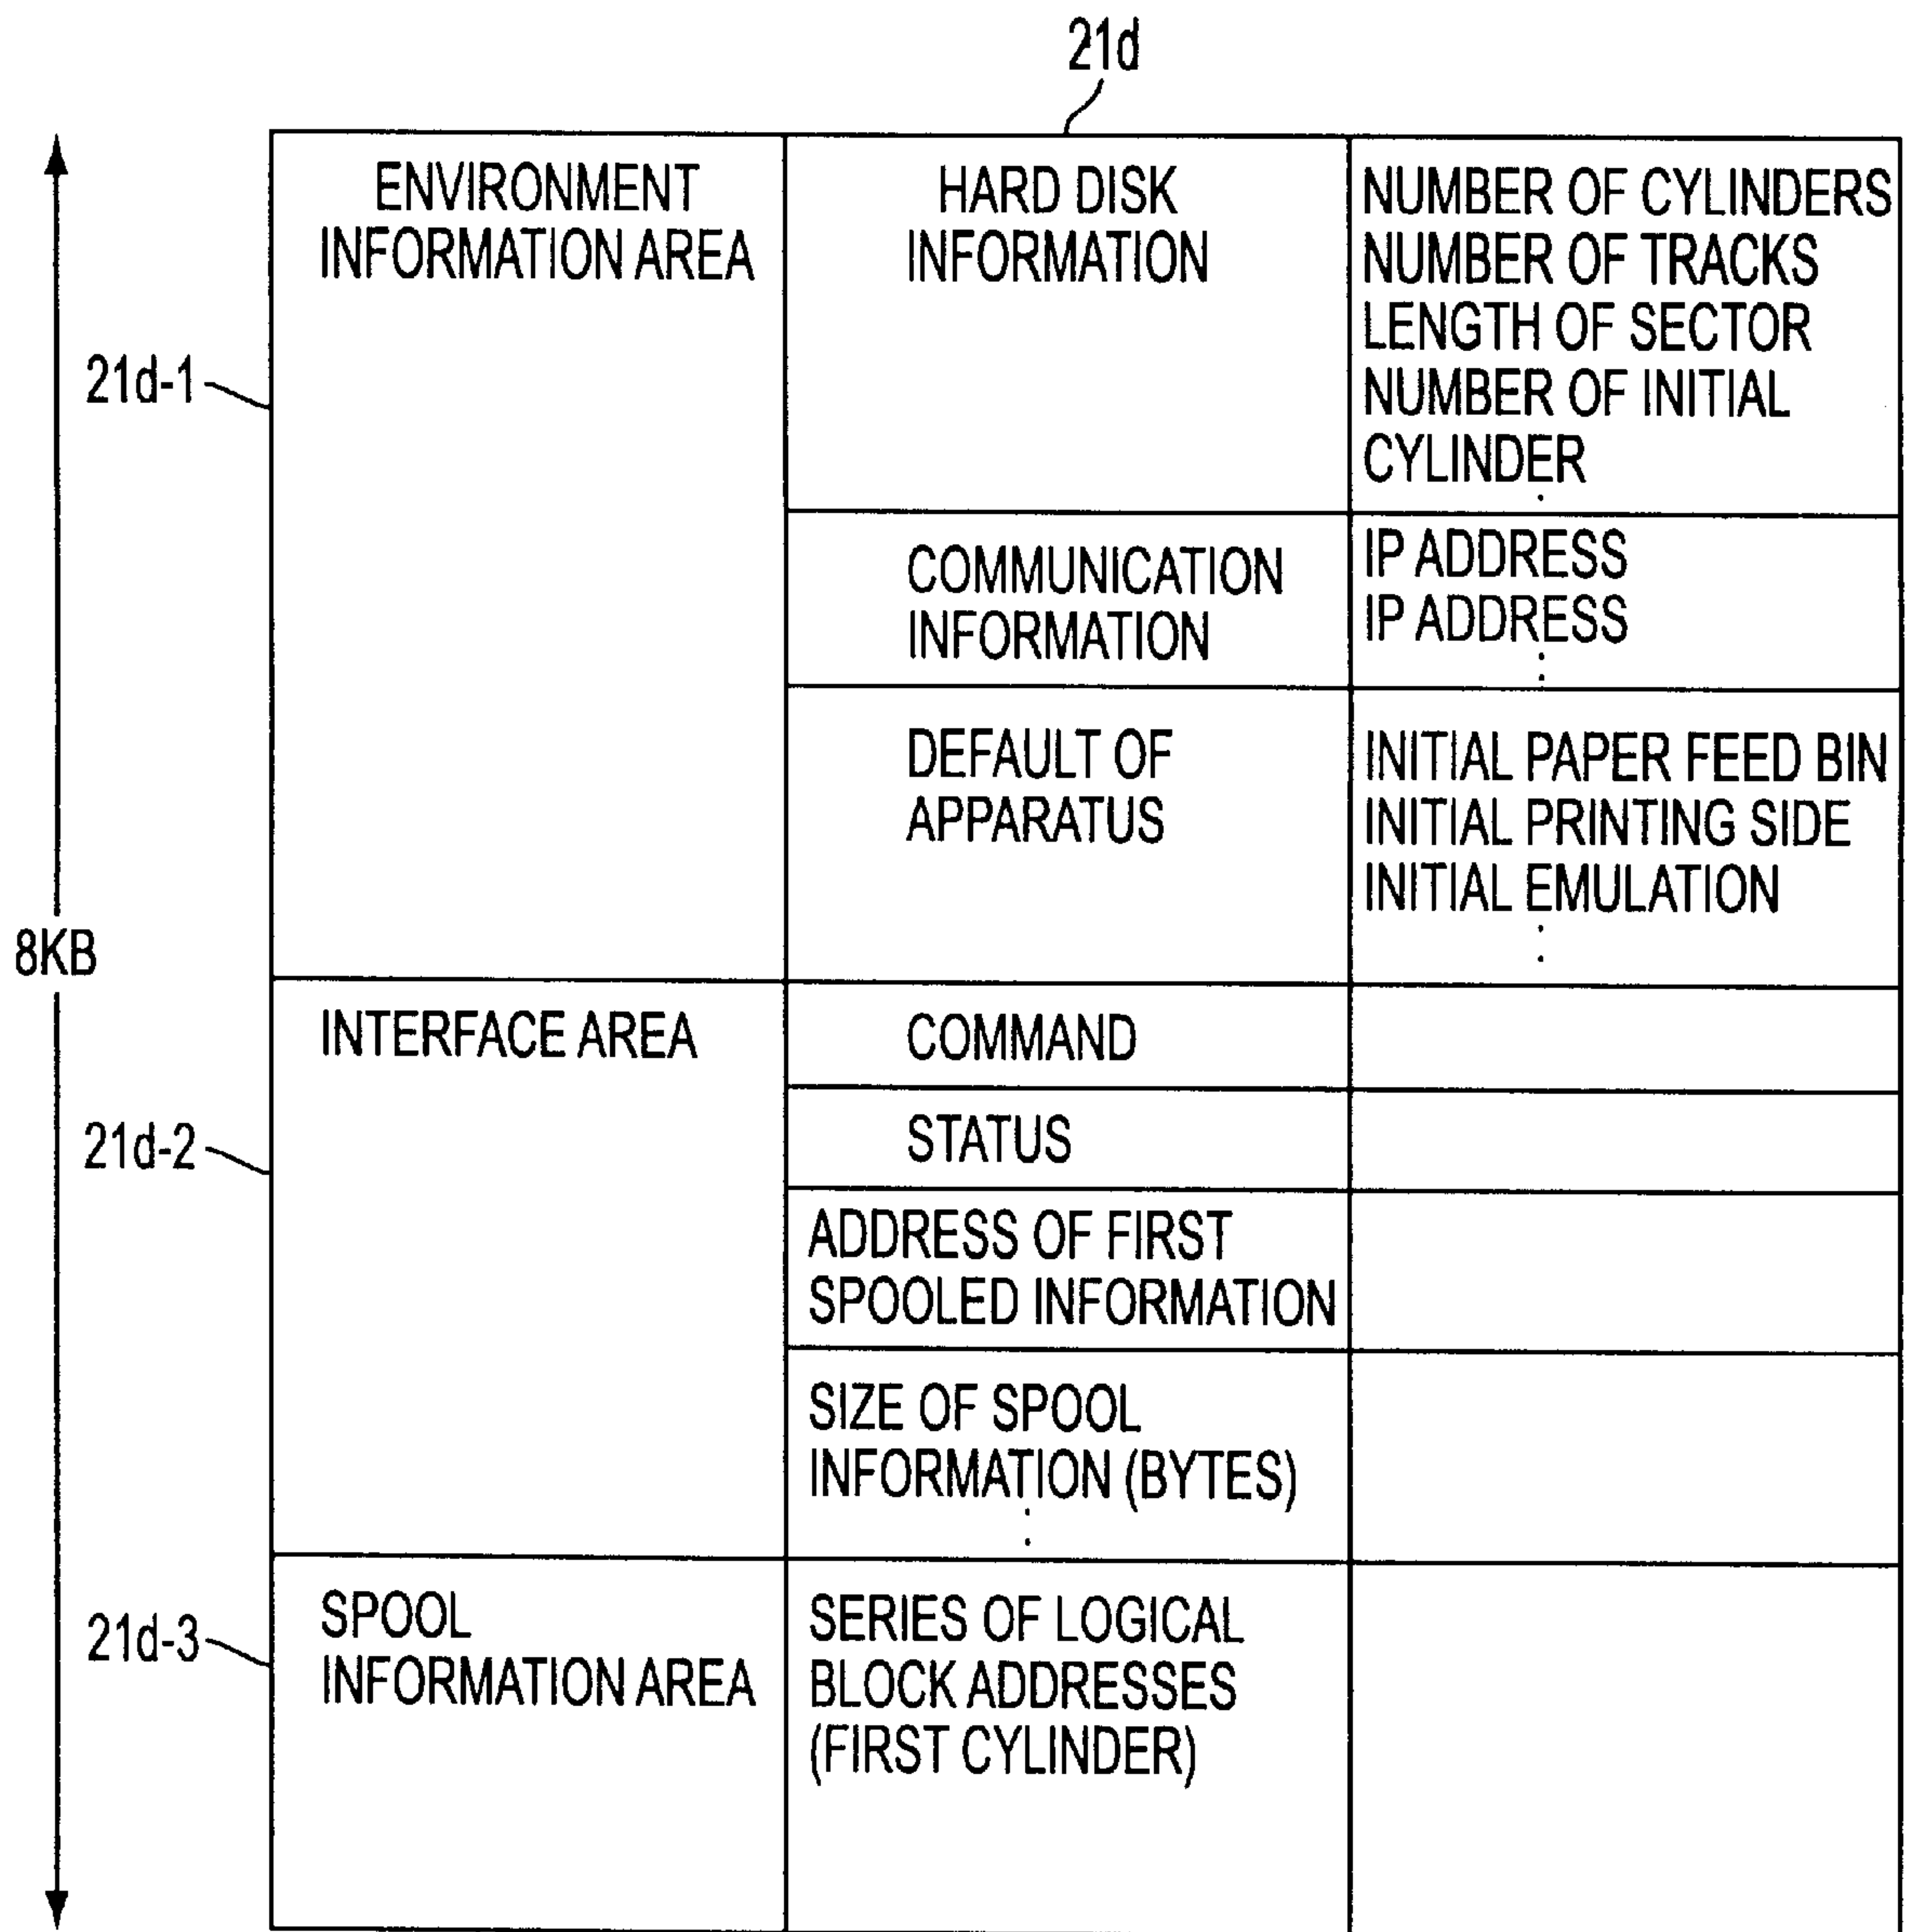 21d
ENVIRONMENT
INFORMATION AREA
HARD DISK
INFORMATION
NUMBER OF CYLINDERS
NUMBER OF TRACKS
LENGTH OF SECTOR
NUMBER OF INITIAL
CYLINDER
21d-1
COMMUNICATION
INFORMATION
IP ADDRESS
IP ADDRESS
DEFAULT OF
APPARATUS
INITIAL PAPER FEED BIN
INITIAL PRINTING SIDE
INITIAL EMULATION
8KB
INTERFACE AREA
COMMAND
21d-2
STATUS
ADDRESS OF FIRST
SPOOLED INFORMATION
SIZE OF SPOOL
INFORMATION (BYTES)
21d-3
SPOOL
INFORMATION AREA
SERIES OF LOGICAL
BLOCK ADDRESSES
(FIRST CYLINDER)